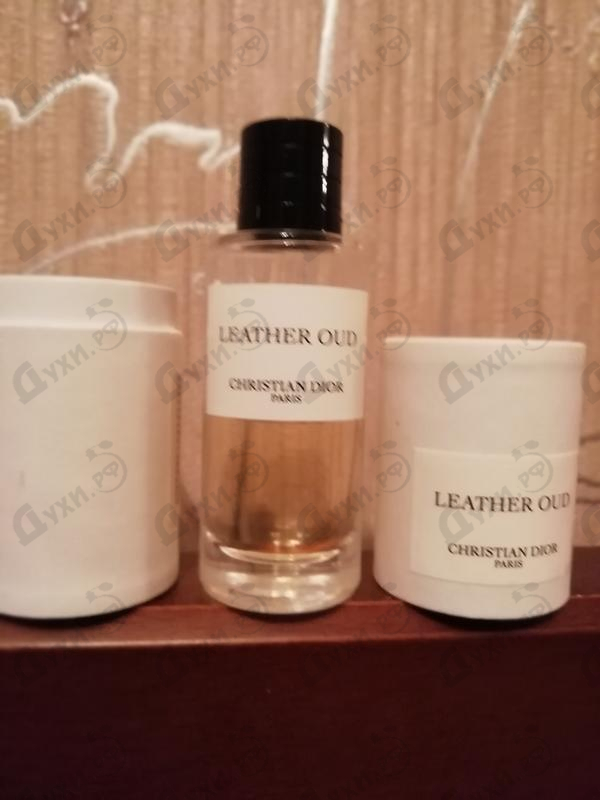 LEATHER OUD
CHRISTIAN DIOR
PARIS
LEATHER OUD
CHRISTIAN DIOR
PARIS
Духи.РФ